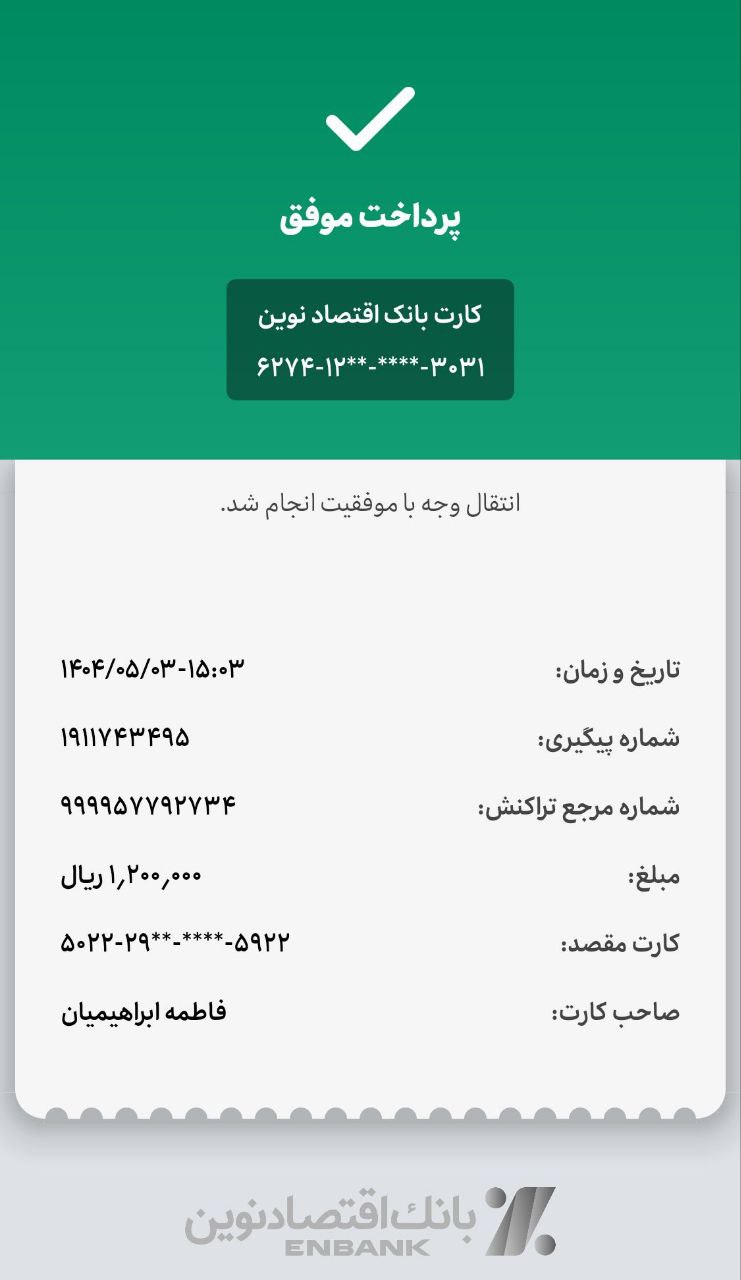 پرداخت موفق
کارت بانک اقتصاد نوین
۶۲۷۴-۱۲**-****-۳۰۳۱
انتقال وجه با موفقیت انجام شد.
تاریخ و زمان: ۱۴۰۴/۰۵/۰۳-۱۵:۰۳
شماره پیگیری: ۱۹۱۱۷۴۳۴۹۵
شماره مرجع تراکنش: ۹۹۹۹۵۷۷۹۲۷۳۴
مبلغ: ۱٬۲۰۰٬۰۰۰ ریال
کارت مقصد: ۵۰۲۲-۲۹**-****-۵۹۲۲
صاحب کارت: فاطمه ابراهیمیان
بانك اقتصادنوین
ENBANK